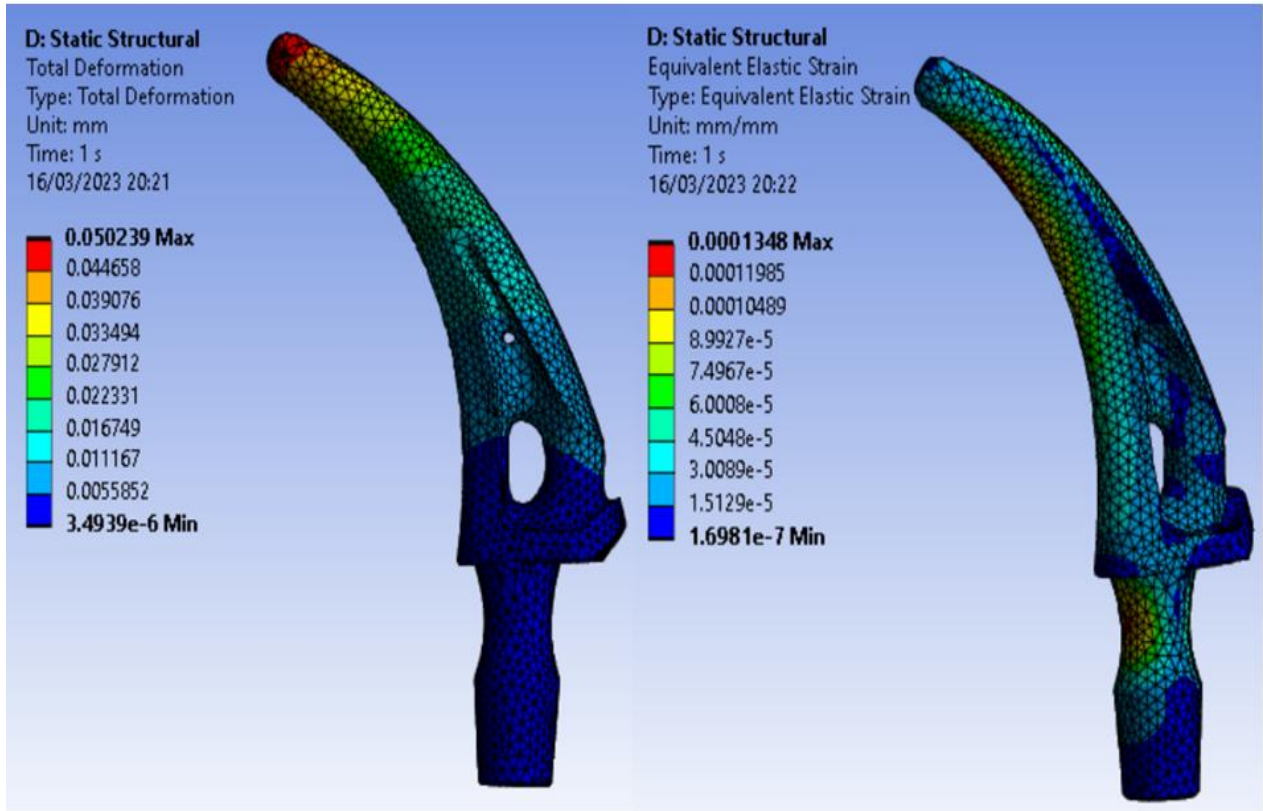 D: Static Structural
Total Deformation
Type: Total Deformation
Unit: mm
Time: 1 s
16/03/2023 20:21
0.050239 Max
0.044658
0.039076
0.033494
0.027912
0.022331
0.016749
0.011167
0.0055852
3.4939e-6 Min
D: Static Structural
Equivalent Elastic Strain
Type: Equivalent Elastic Strain
Unit: mm/mm
Time: 1 s
16/03/2023 20:22
0.0001348 Max
0.00011985
0.00010489
8.9927e-5
7.4967e-5
6.0008e-5
4.5048e-5
3.0089e-5
1.5129e-5
1.6981e-7 Min